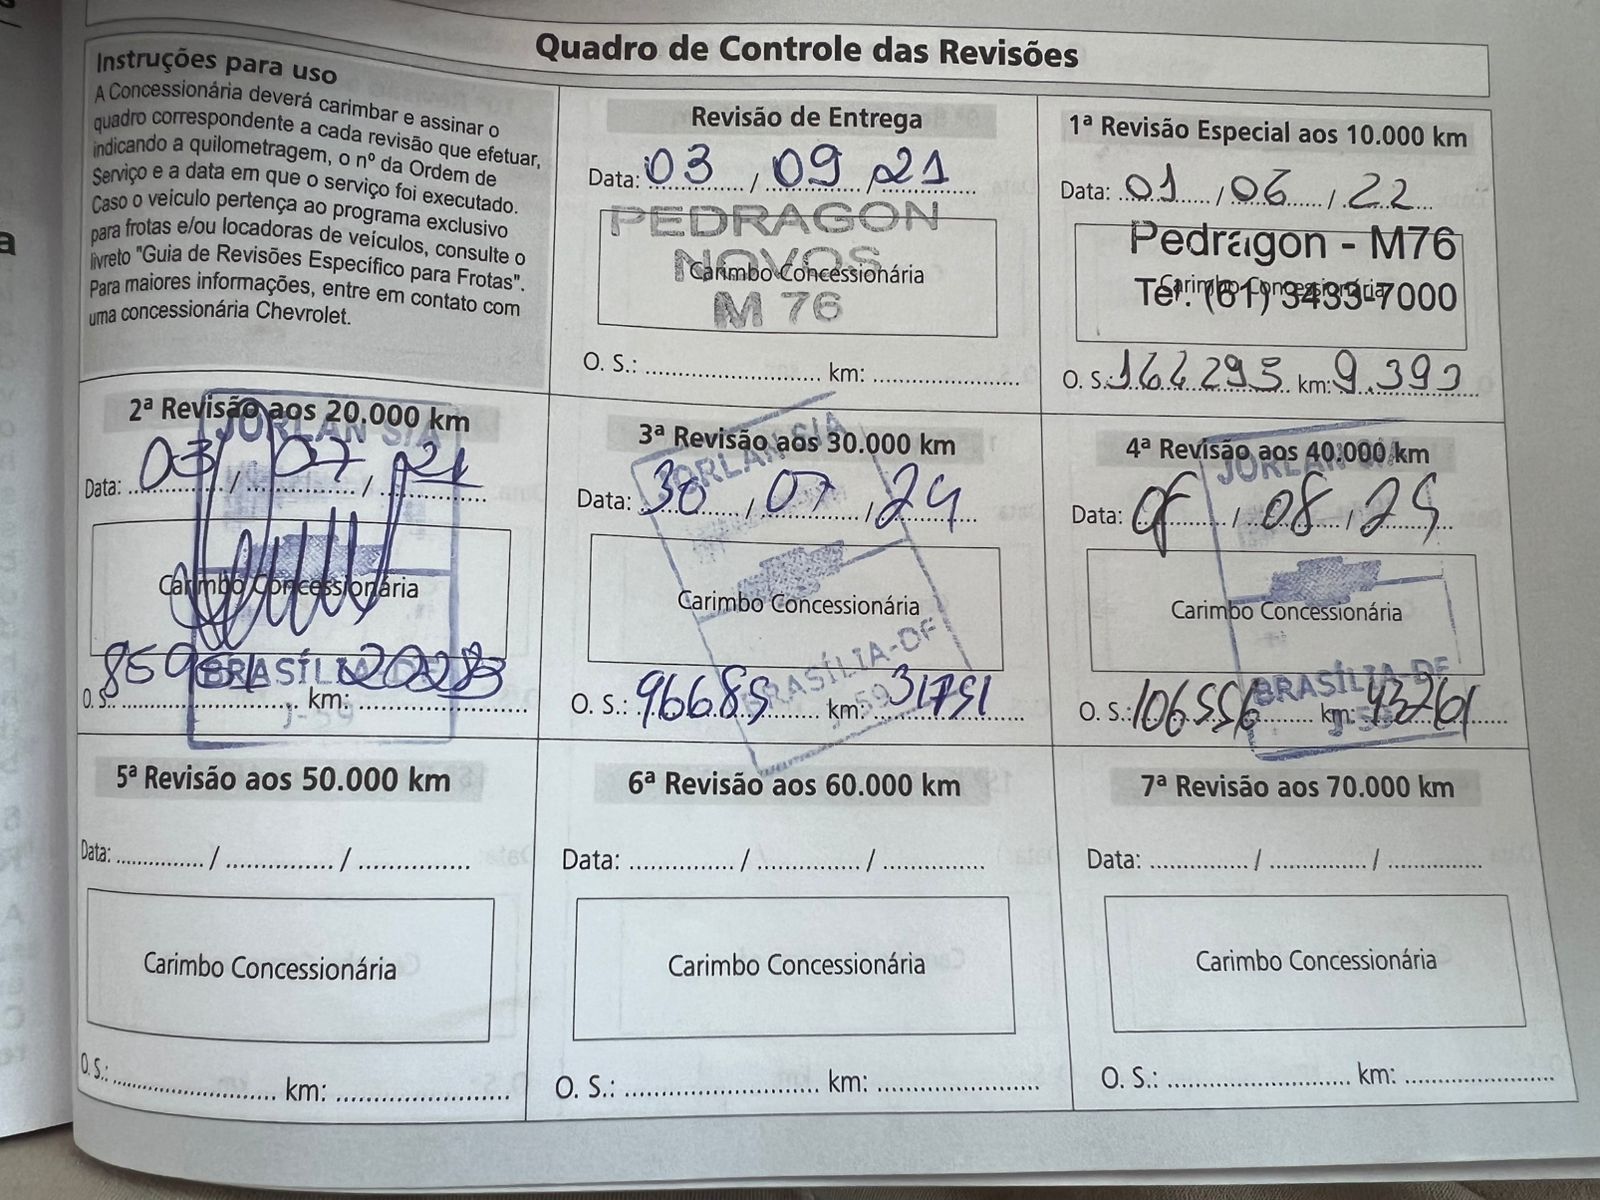 Quadro de Controle das Revisões
Instruções para uso
A Concessionária deverá carimbar e assinar o
quadro correspondente a cada revisão que efetuar,
indicando a quilometragem, o nº da Ordem de
Serviço e a data em que o serviço foi executado.
Caso o veículo pertença ao programa exclusivo
para frotas e/ou locadoras de veículos, consulte o
livreto "Guia de Revisões Específico para Frotas".
Para maiores informações, entre em contato com
uma concessionária Chevrolet.
Revisão de Entrega
Data: 03 / 09 / 21
PEDRAGON
NOVOS
Carimbo Concessionária
M 76
O. S.: km:
1ª Revisão Especial aos 10.000 km
Data: 01 / 06 / 22
Pedragon - M76
Carimbo Concessionária
Tel.: (61) 3433-7000
O. S.: 164295 km: 9.393
2ª Revisão aos 20.000 km
JORLAN S/A
Data: 03 / 07 / 21
Carimbo Concessionária
BRASÍLIA-DF
O. S.: km: 20283
J-59
3ª Revisão aos 30.000 km
JORLAN S/A
Data: 30 / 07 / 24
Carimbo Concessionária
BRASÍLIA-DF
O. S.: 96685 km: 31751
4ª Revisão aos 40.000 km
JORLAN S/A
Data: / 08 / 25
Carimbo Concessionária
BRASÍLIA-DF
O. S.: 106556 km: 43261
5ª Revisão aos 50.000 km
Data: / /
Carimbo Concessionária
O. S.: km:
6ª Revisão aos 60.000 km
Data: / /
Carimbo Concessionária
O. S.: km:
7ª Revisão aos 70.000 km
Data: / /
Carimbo Concessionária
O. S.: km: